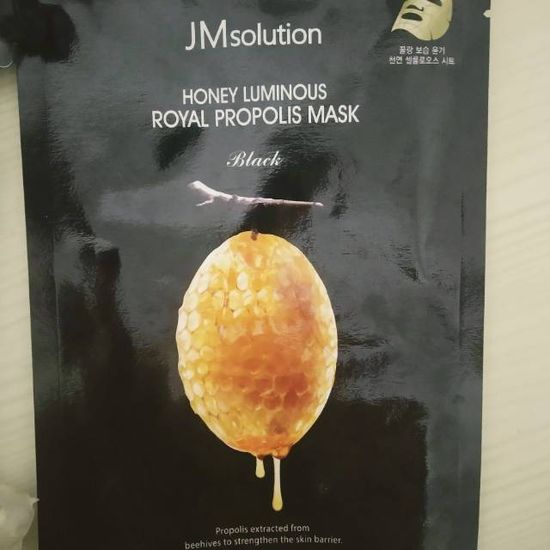 JMsolution
꿀광 보습 윤기
천연 셀룰로오스 시트
HONEY LUMINOUS
ROYAL PROPOLIS MASK
Black
Propolis extracted from
beehives to strengthen the skin barrier.